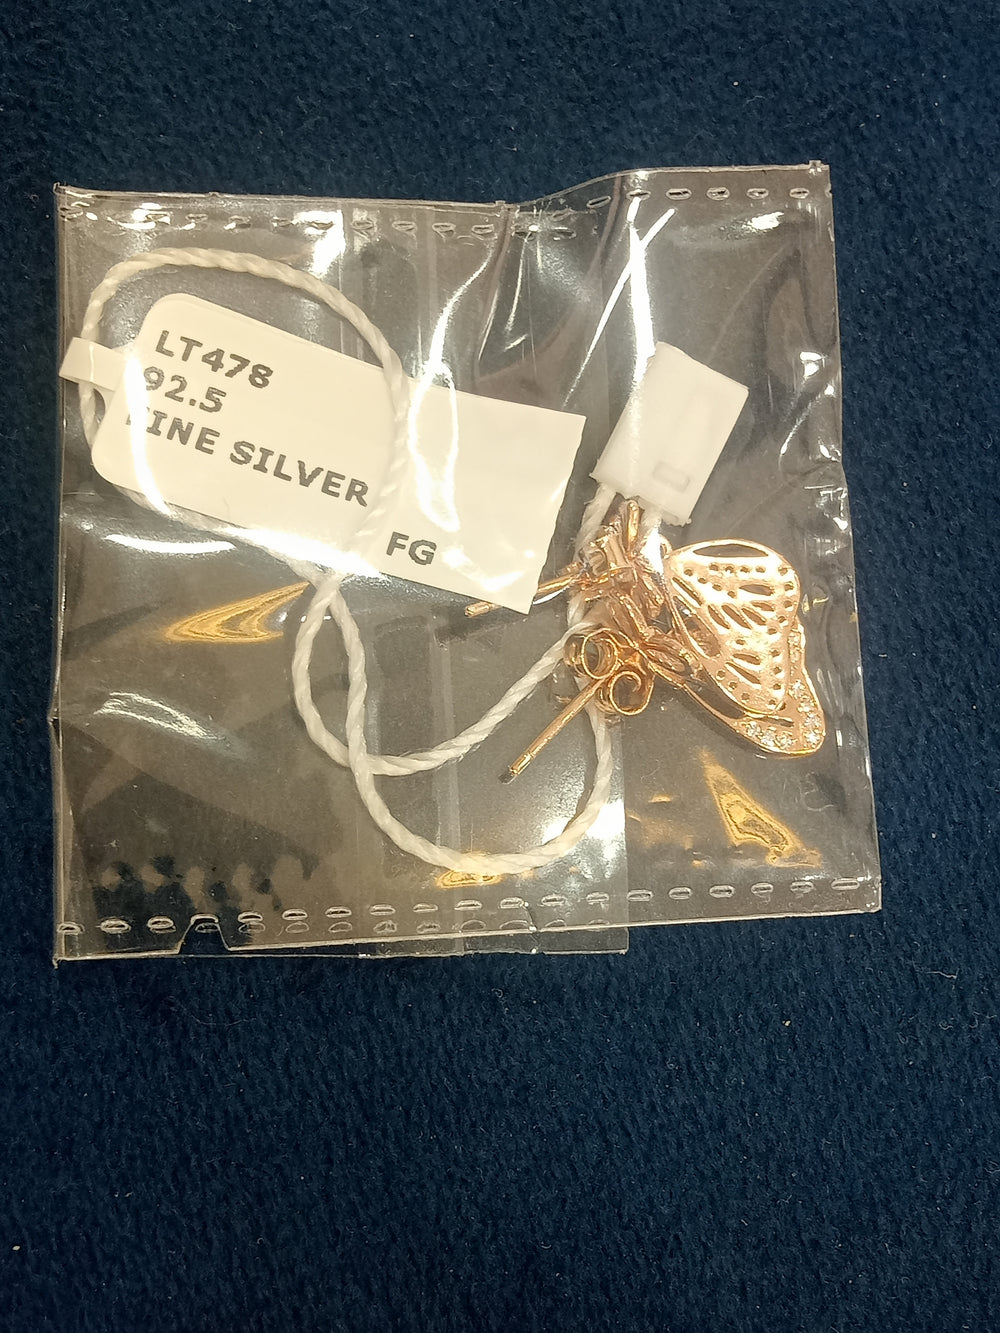 LT478
92.5
FINE SILVER
FG